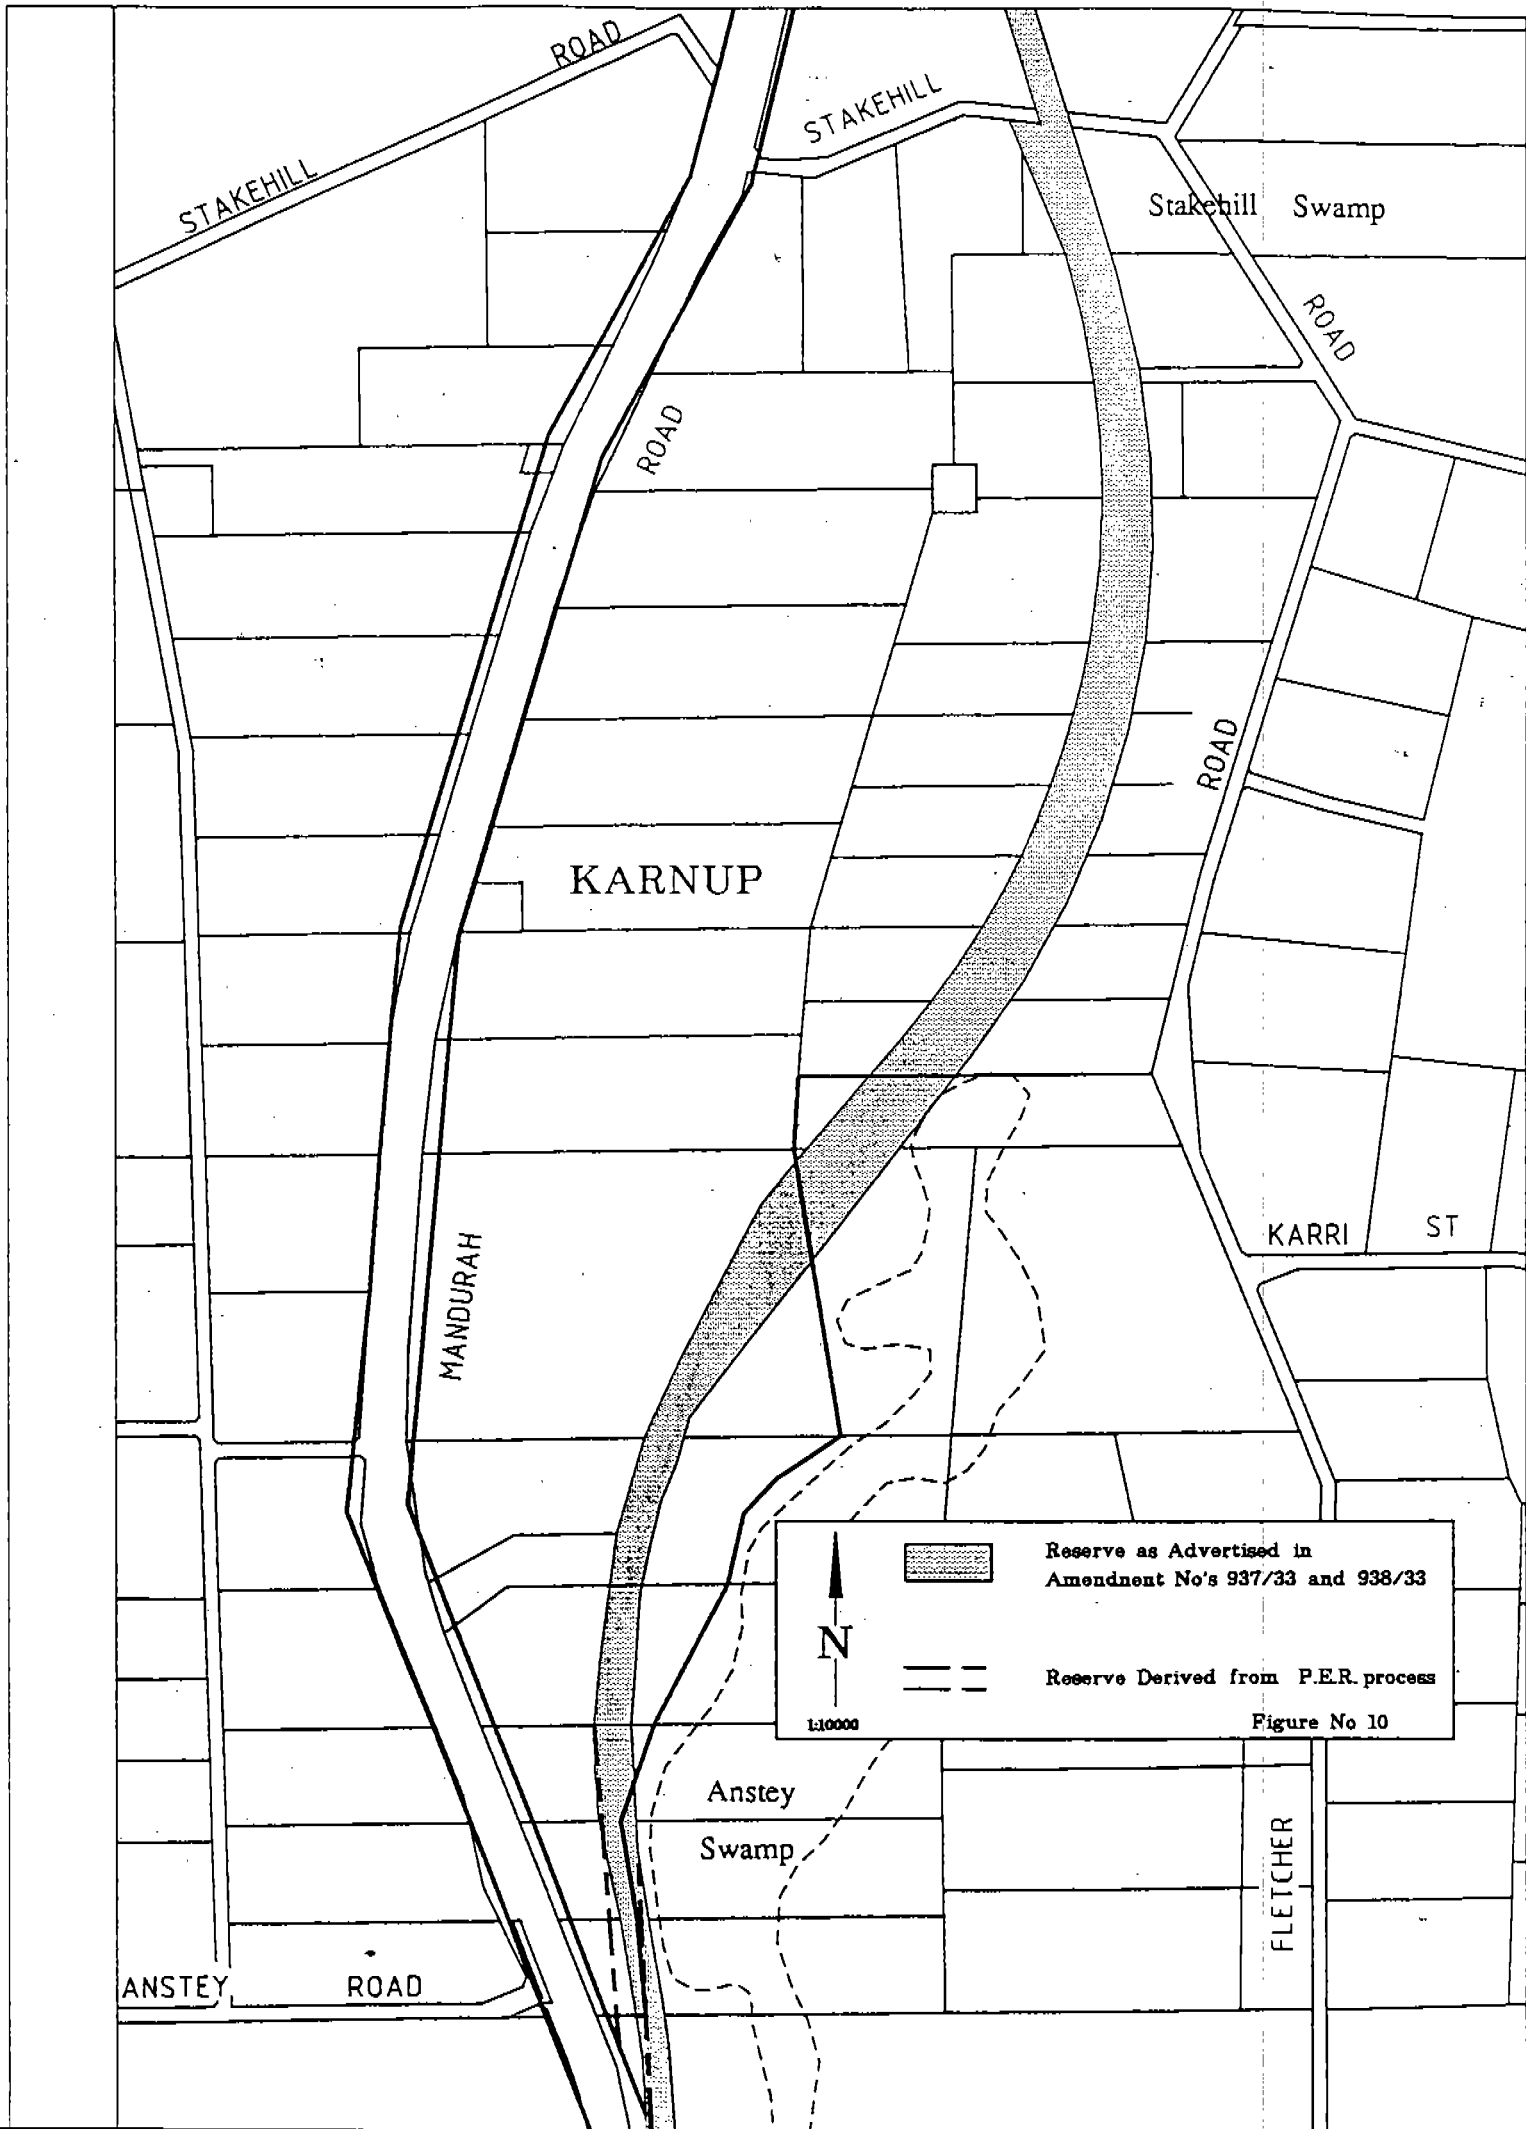 ROAD
STAKEHILL
STAKEHILL
Stakehill Swamp
ROAD
ROAD
ROAD
KARNUP
MANDURAH
KARRI ST
Reserve as Advertised in
Amendnent No's 937/33 and 938/33
N
Reserve Derived from P.E.R. process
1:10000
Figure No 10
Anstey
Swamp
FLETCHER
ANSTEY ROAD